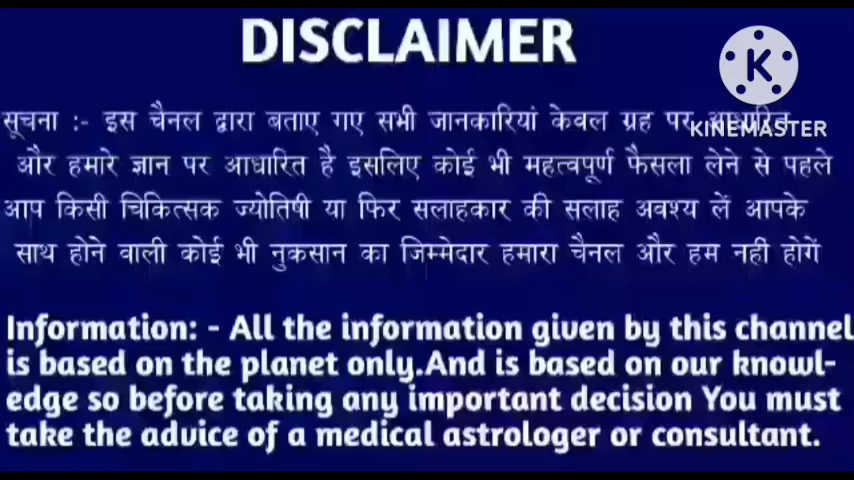 DISCLAIMER
K
KINEMASTER
सूचना :- इस चैनल द्वारा बताए गए सभी जानकारियां केवल ग्रह पर आधारित
और हमारे ज्ञान पर आधारित है इसलिए कोई भी महत्वपूर्ण फैसला लेने से पहले
आप किसी चिकित्सक ज्योतिषी या फिर सलाहकार की सलाह अवश्य लें आपके
साथ होने वाली कोई भी नुकसान का जिम्मेदार हमारा चैनल और हम नहीं होगें
Information: - All the information given by this channel
is based on the planet only.And is based on our knowl-
edge so before taking any important decision You must
take the advice of a medical astrologer or consultant.